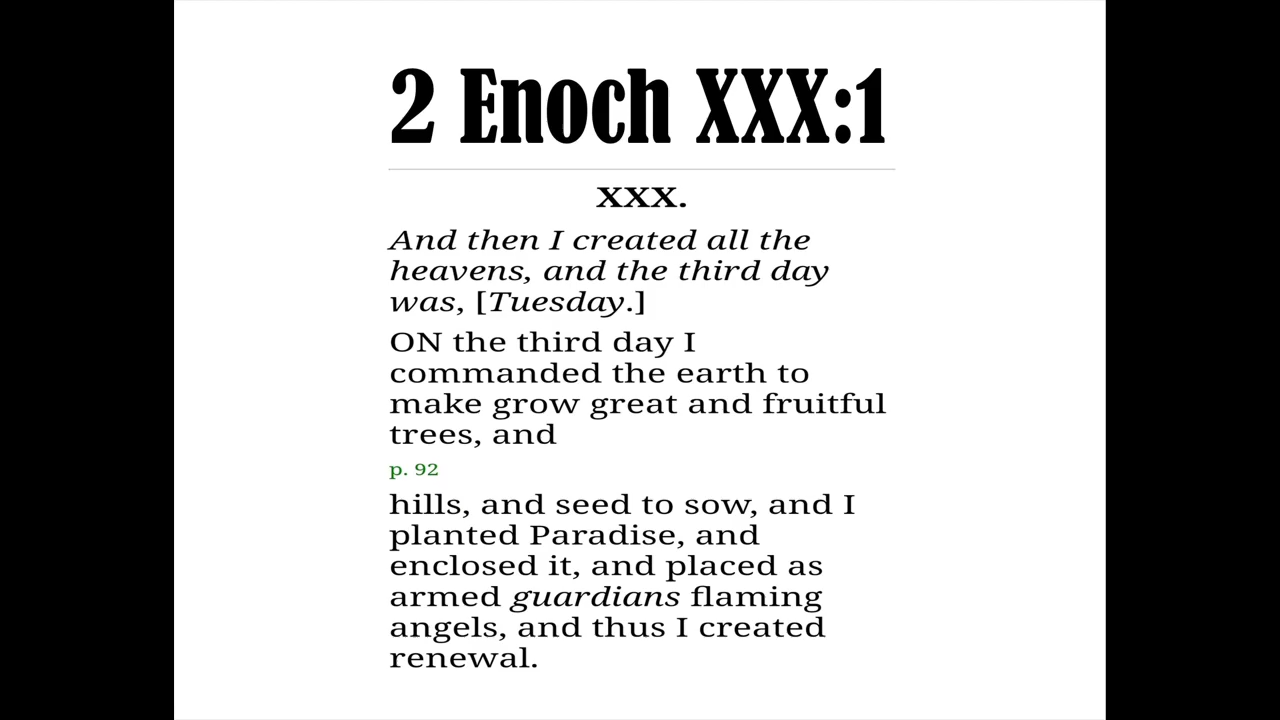 2 Enoch XXX:1
XXX.
And then I created all the
heavens, and the third day
was, [Tuesday.]
ON the third day I
commanded the earth to
make grow great and fruitful
trees, and
p. 92
hills, and seed to sow, and I
planted Paradise, and
enclosed it, and placed as
armed guardians flaming
angels, and thus I created
renewal.